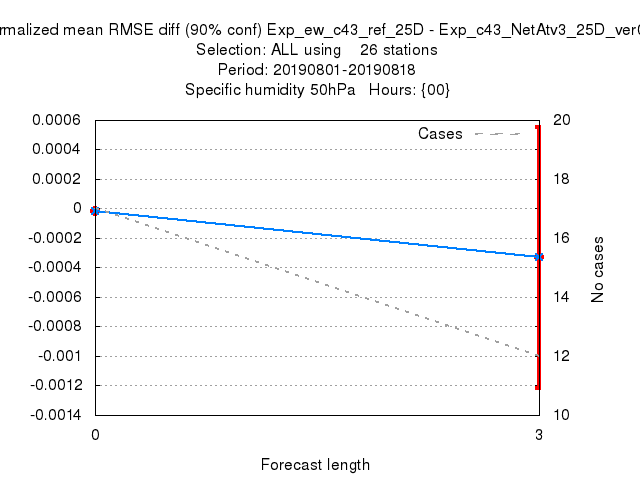 rmalized mean RMSE diff (90% conf) Exp_ew_c43_ref_25D - Exp_c43_NetAtv3_25D_ver
Selection: ALL using 26 stations
Period: 20190801-20190818
Specific humidity 50hPa Hours: {00}
0.0006
0.0004
0.0002
0
-0.0002
-0.0004
-0.0006
-0.0008
-0.001
-0.0012
-0.0014
Cases
20
18
16
14
12
10
No cases
0
3
Forecast length